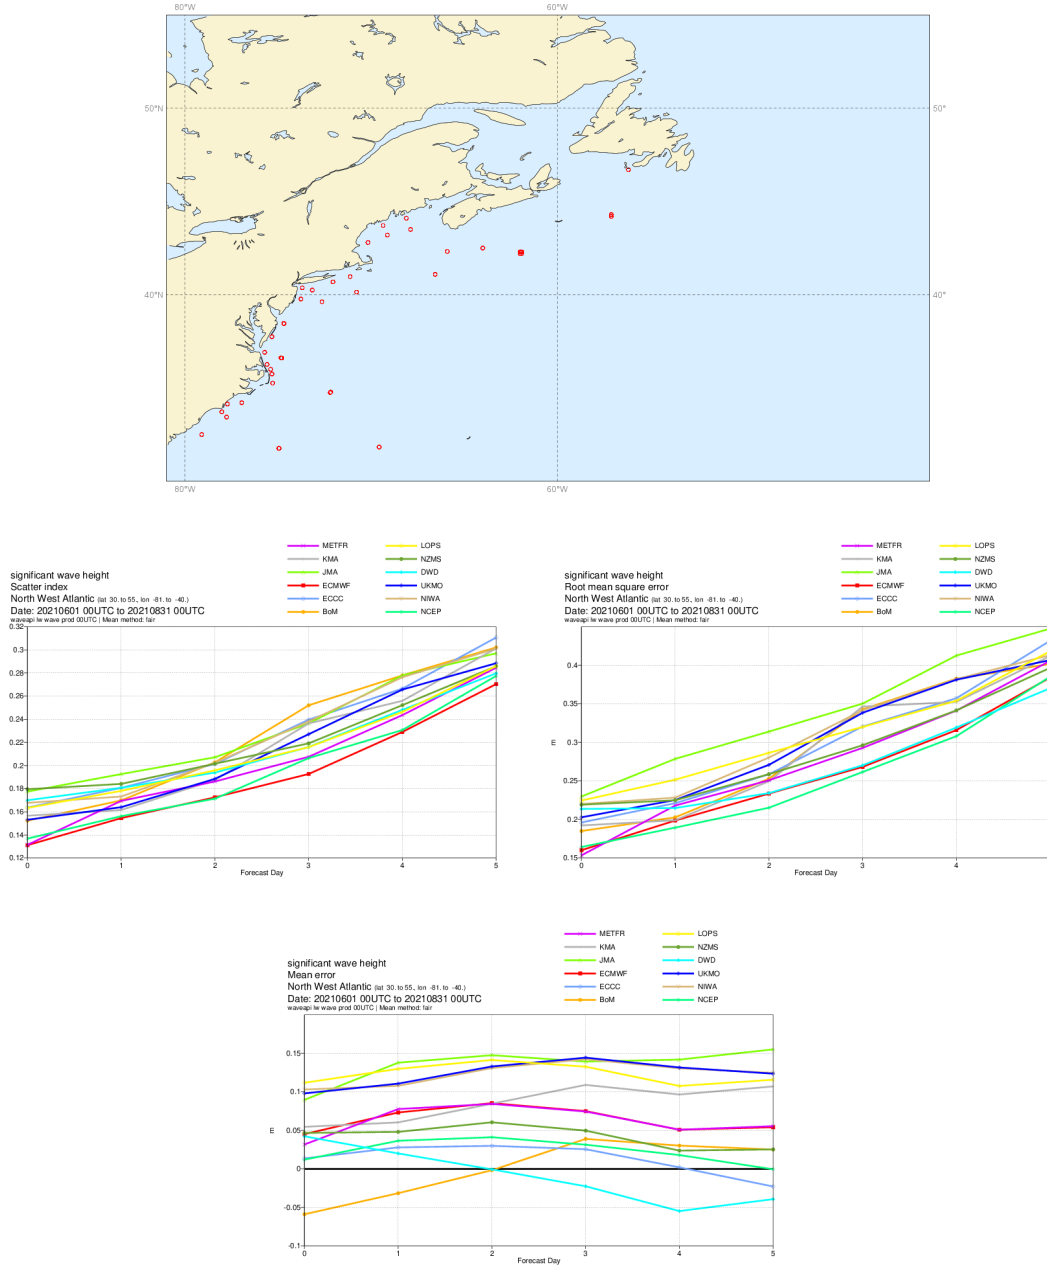 80°W 60°W
50°N 50°
40°N 40°
80°W 60°W
METFR LOPS
KMA NZMS
JMA DWD
ECMWF UKMO
ECCC NIWA
BoM NCEP
significant wave height
Scatter index
North West Atlantic (lat 30. to 55., lon -81. to -40.)
Date: 20210601 00UTC to 20210831 00UTC
waveapi lw wave prod 00UTC | Mean method: fair
0.32
0.3
0.28
0.26
0.24
0.22
0.2
0.18
0.16
0.14
0.12
0 1 2 3 4 5
Forecast Day
METFR LOPS
KMA NZMS
JMA DWD
ECMWF UKMO
ECCC NIWA
BoM NCEP
significant wave height
Root mean square error
North West Atlantic (lat 30. to 55., lon -81. to -40.)
Date: 20210601 00UTC to 20210831 00UTC
waveapi lw wave prod 00UTC | Mean method: fair
0.4
0.35
0.3
0.25
0.2
0.15
m
0 1 2 3 4
Forecast Day
METFR LOPS
KMA NZMS
JMA DWD
ECMWF UKMO
ECCC NIWA
BoM NCEP
significant wave height
Mean error
North West Atlantic (lat 30. to 55., lon -81. to -40.)
Date: 20210601 00UTC to 20210831 00UTC
waveapi lw wave prod 00UTC | Mean method: fair
0.15
0.1
0.05
0
-0.05
-0.1
m
0 1 2 3 4 5
Forecast Day